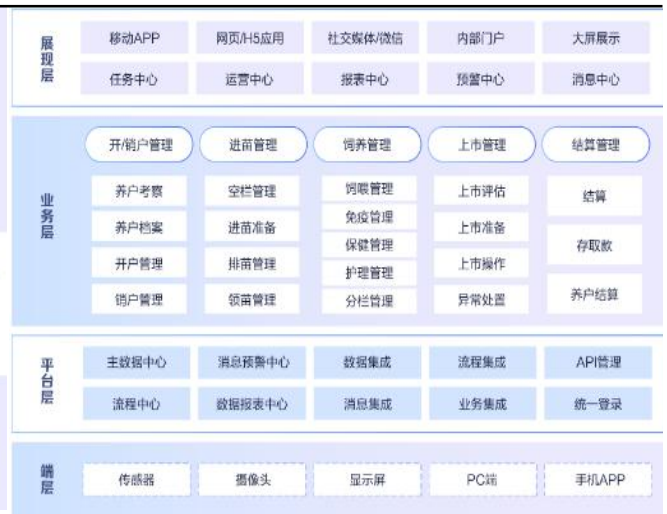 展现层
移动APP 网页/H5应用 社交媒体/微信 内部门户 大屏展示
任务中心 运营中心 报表中心 预警中心 消息中心
业务层
开/销户管理 进苗管理 饲养管理 上市管理 结算管理
养户考察 空栏管理 饲喂管理 上市评估 结算
养户档案 进苗准备 免疫管理 上市准备 存取款
开户管理 排苗管理 保健管理 上市操作 养户结算
销户管理 领苗管理 护理管理 异常处置
分栏管理
平台层
主数据中心 消息预警中心 数据集成 流程集成 API管理
流程中心 数据报表中心 消息集成 业务集成 统一登录
端层
传感器 摄像头 显示屏 PC端 手机APP